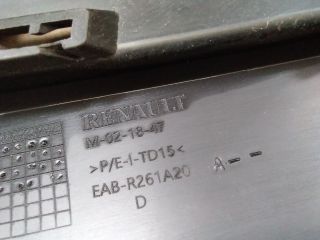 RENAULT
M-02-18-47
>P/E-I-TD15<
EAB-R261A20 A--
D